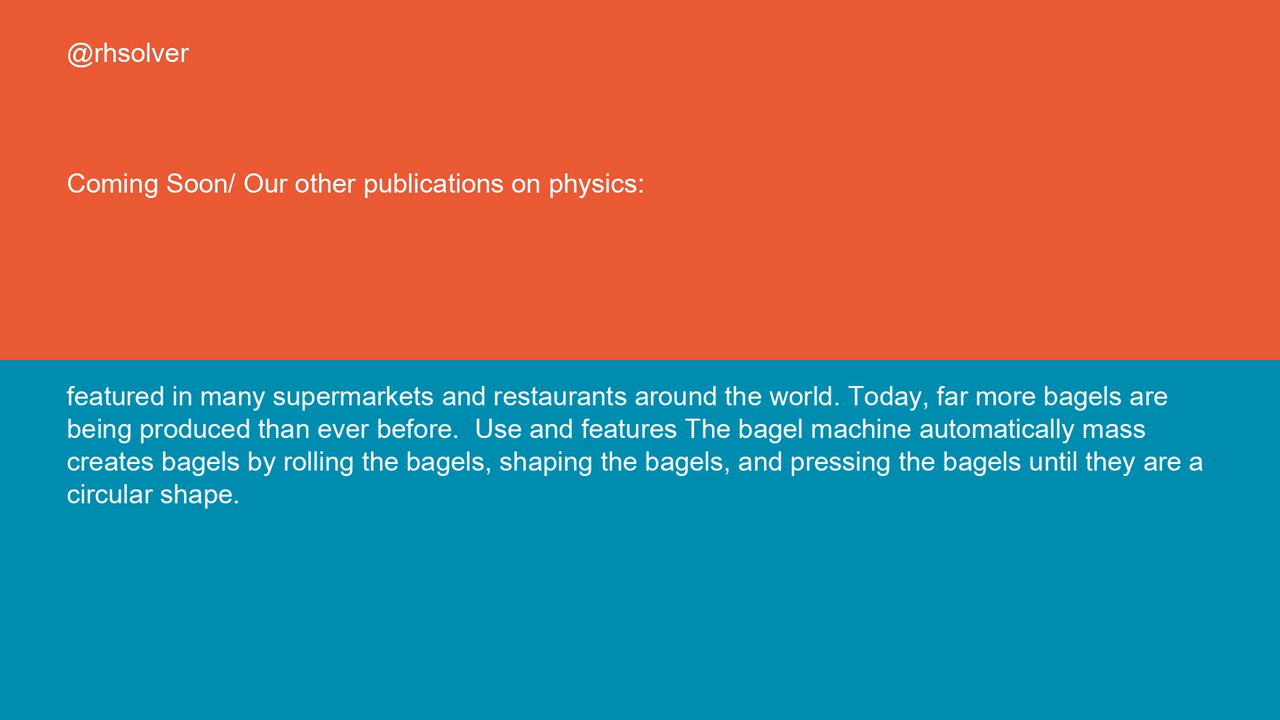 @rhsolver
Coming Soon/ Our other publications on physics:
featured in many supermarkets and restaurants around the world. Today, far more bagels are
being produced than ever before.  Use and features The bagel machine automatically mass
creates bagels by rolling the bagels, shaping the bagels, and pressing the bagels until they are a
circular shape.